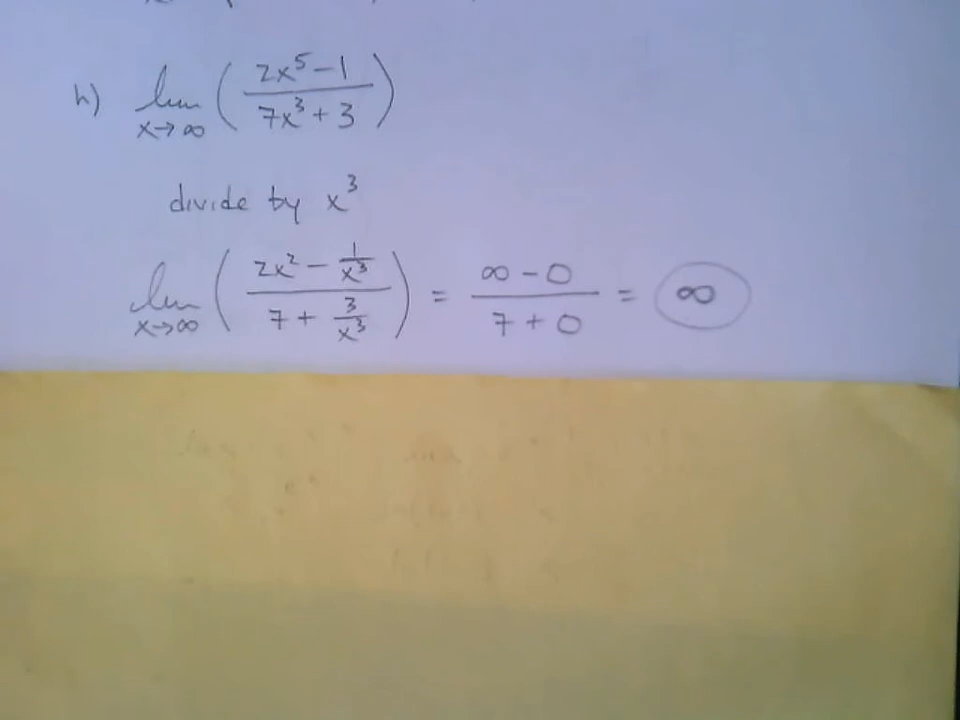 h) lim x→∞ ( (2x⁵ − 1) / (7x³ + 3) )
divide by x³
lim x→∞ ( (2x² − 1/x³) / (7 + 3/x³) ) = (∞ − 0) / (7 + 0) = ∞